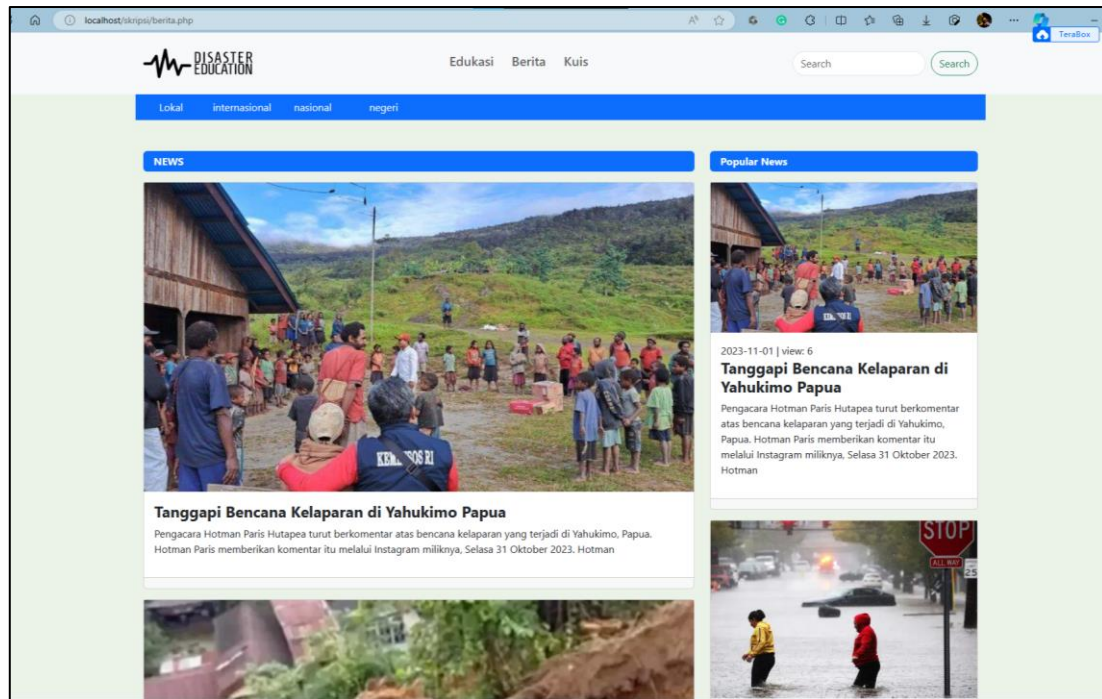 localhost/skripsi/berita.php
TeraBox
DISASTER
EDUCATION
Edukasi Berita Kuis
Search
Search
Lokal internasional nasional negeri
NEWS
KEMENSOS RI
Tanggapi Bencana Kelaparan di Yahukimo Papua
Pengacara Hotman Paris Hutapea turut berkomentar atas bencana kelaparan yang terjadi di Yahukimo, Papua.
Hotman Paris memberikan komentar itu melalui Instagram miliknya, Selasa 31 Oktober 2023. Hotman
Popular News
2023-11-01 | view: 6
Tanggapi Bencana Kelaparan di
Yahukimo Papua
Pengacara Hotman Paris Hutapea turut berkomentar
atas bencana kelaparan yang terjadi di Yahukimo,
Papua. Hotman Paris memberikan komentar itu
melalui Instagram miliknya, Selasa 31 Oktober 2023.
Hotman
STOP
ALL WAY
25